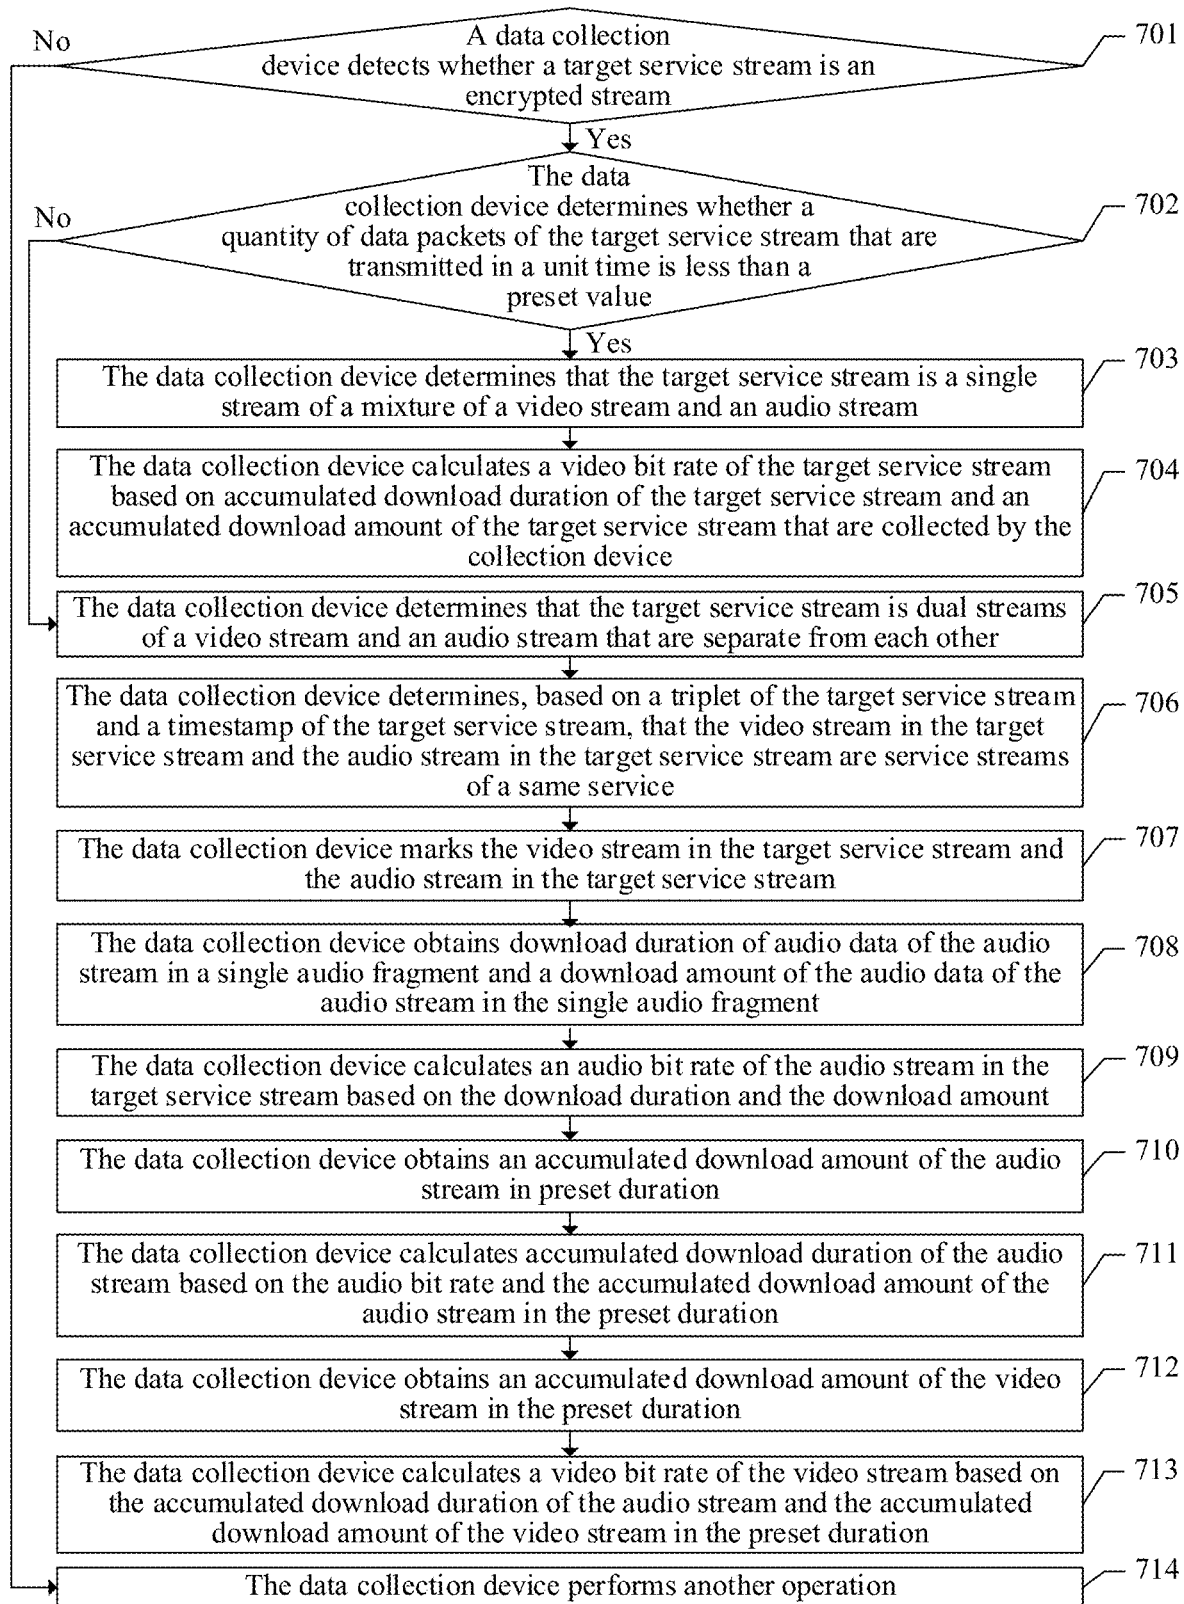 No
A data collection
device detects whether a target service stream is an
encrypted stream
701
Yes
No
The data
collection device determines whether a
quantity of data packets of the target service stream that are
transmitted in a unit time is less than a
preset value
702
Yes
The data collection device determines that the target service stream is a single
stream of a mixture of a video stream and an audio stream
703
The data collection device calculates a video bit rate of the target service stream
based on accumulated download duration of the target service stream and an
accumulated download amount of the target service stream that are collected by the
collection device
704
The data collection device determines that the target service stream is dual streams
of a video stream and an audio stream that are separate from each other
705
The data collection device determines, based on a triplet of the target service stream
and a timestamp of the target service stream, that the video stream in the target
service stream and the audio stream in the target service stream are service streams
of a same service
706
The data collection device marks the video stream in the target service stream and
the audio stream in the target service stream
707
The data collection device obtains download duration of audio data of the audio
stream in a single audio fragment and a download amount of the audio data of the
audio stream in the single audio fragment
708
The data collection device calculates an audio bit rate of the audio stream in the
target service stream based on the download duration and the download amount
709
The data collection device obtains an accumulated download amount of the audio
stream in preset duration
710
The data collection device calculates accumulated download duration of the audio
stream based on the audio bit rate and the accumulated download amount of the
audio stream in the preset duration
711
The data collection device obtains an accumulated download amount of the video
stream in the preset duration
712
The data collection device calculates a video bit rate of the video stream based on
the accumulated download duration of the audio stream and the accumulated
download amount of the video stream in the preset duration
713
The data collection device performs another operation
714